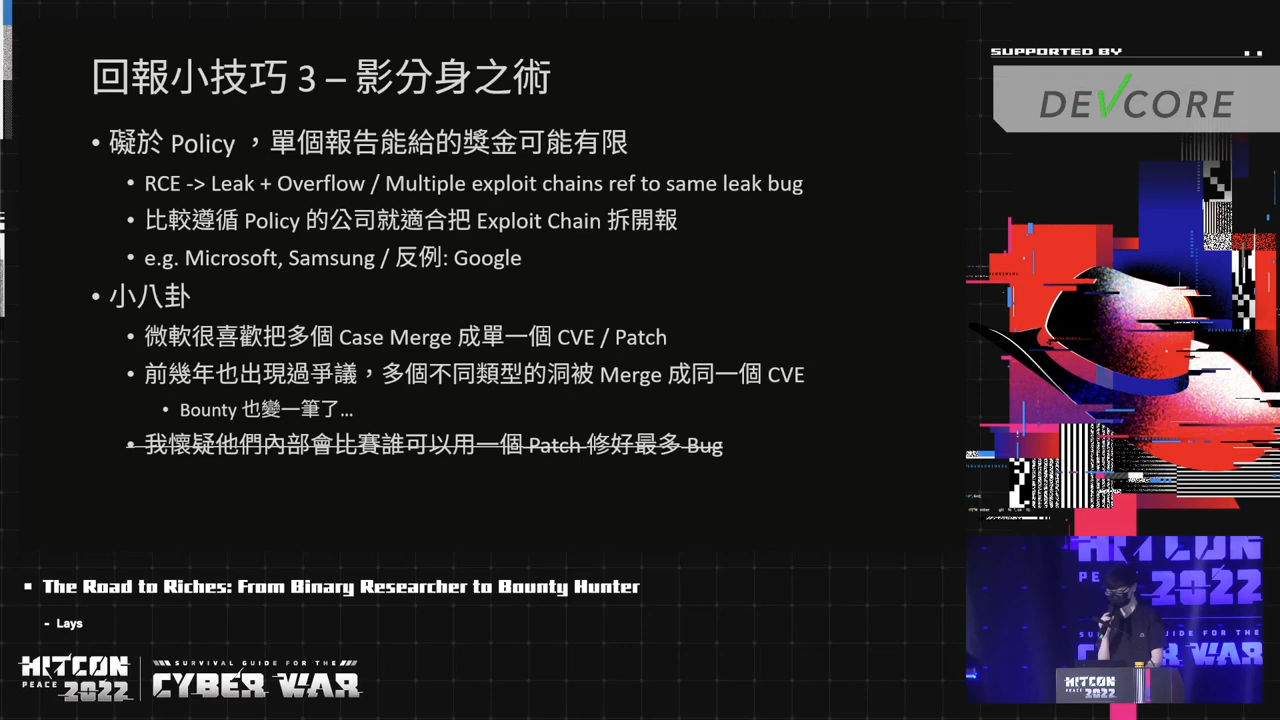 回報小技巧 3 – 影分身之術
• 礙於 Policy ，單個報告能給的獎金可能有限
• RCE -> Leak + Overflow / Multiple exploit chains ref to same leak bug
• 比較遵循 Policy 的公司就適合把 Exploit Chain 拆開報
• e.g. Microsoft, Samsung / 反例: Google
• 小八卦
• 微軟很喜歡把多個 Case Merge 成單一個 CVE / Patch
• 前幾年也出現過爭議，多個不同類型的洞被 Merge 成同一個 CVE
• Bounty 也變一筆了…
• 我懷疑他們內部會比賽誰可以用一個 Patch 修好最多 Bug
SUPPORTED BY
DEVCORE
The Road to Riches: From Binary Researcher to Bounty Hunter
- Lays
HITCON
PEACE 2022
SURVIVAL GUIDE FOR THE
CYBER WAR
HITCON
2022
CYBER WAR
HITCON
PEACE 2022